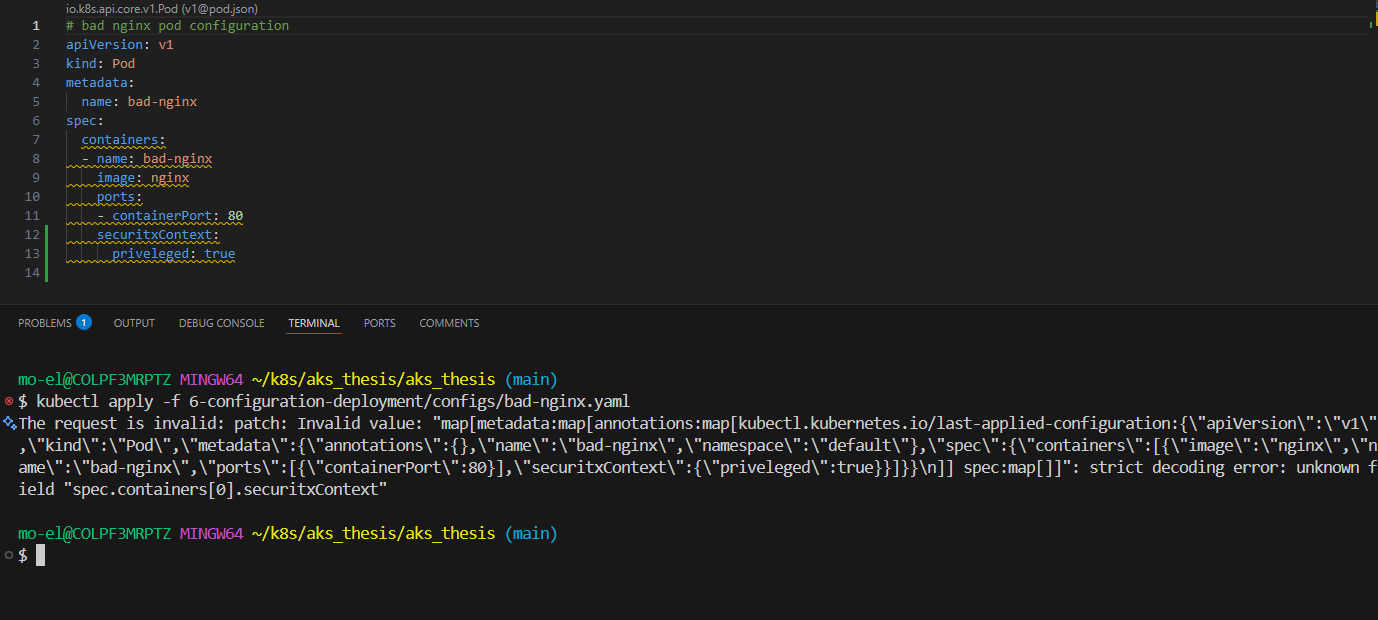 io.k8s.api.core.v1.Pod (v1@pod.json)
1 # bad nginx pod configuration
2 apiVersion: v1
3 kind: Pod
4 metadata:
5 name: bad-nginx
6 spec:
7 containers:
8 - name: bad-nginx
9 image: nginx
10 ports:
11 - containerPort: 80
12 securitxContext:
13 priveleged: true
14
PROBLEMS 1 OUTPUT DEBUG CONSOLE TERMINAL PORTS COMMENTS
mo-el@COLPF3MRPTZ MINGW64 ~/k8s/aks_thesis/aks_thesis (main)
$ kubectl apply -f 6-configuration-deployment/configs/bad-nginx.yaml
The request is invalid: patch: Invalid value: "map[metadata:map[annotations:map[kubectl.kubernetes.io/last-applied-configuration:{\"apiVersion\":\"v1\"
,\"kind\":\"Pod\",\"metadata\":{\"annotations\":{},\"name\":\"bad-nginx\",\"namespace\":\"default\"},\"spec\":{\"containers\":[{\"image\":\"nginx\",\"n
ame\":\"bad-nginx\",\"ports\":[{\"containerPort\":80}],\"securitxContext\":{\"priveleged\":true}}]}}\n]] spec:map[]]": strict decoding error: unknown f
ield "spec.containers[0].securitxContext"
mo-el@COLPF3MRPTZ MINGW64 ~/k8s/aks_thesis/aks_thesis (main)
$